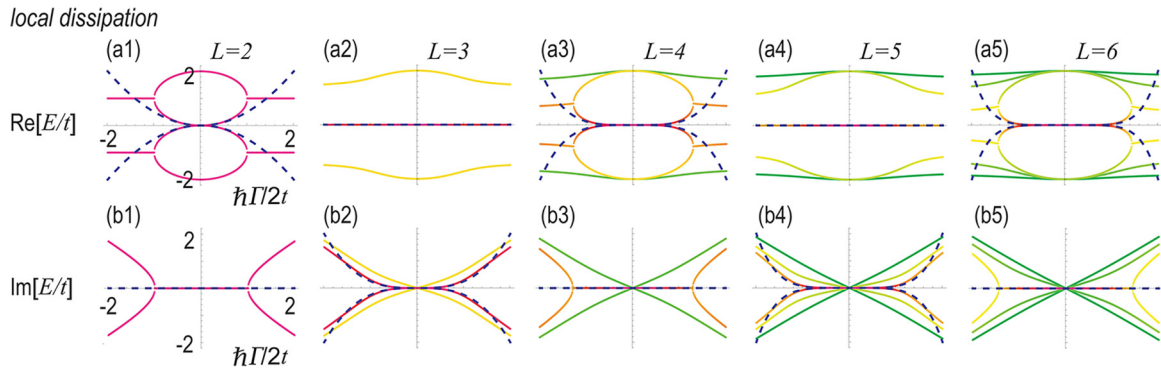 local dissipation
(a1) L=2 (a2) L=3 (a3) L=4 (a4) L=5 (a5) L=6
Re[E/t]
2
-2 2
-2
ħΓ/2t
(b1) (b2) (b3) (b4) (b5)
Im[E/t]
2
-2 2
-2
ħΓ/2t